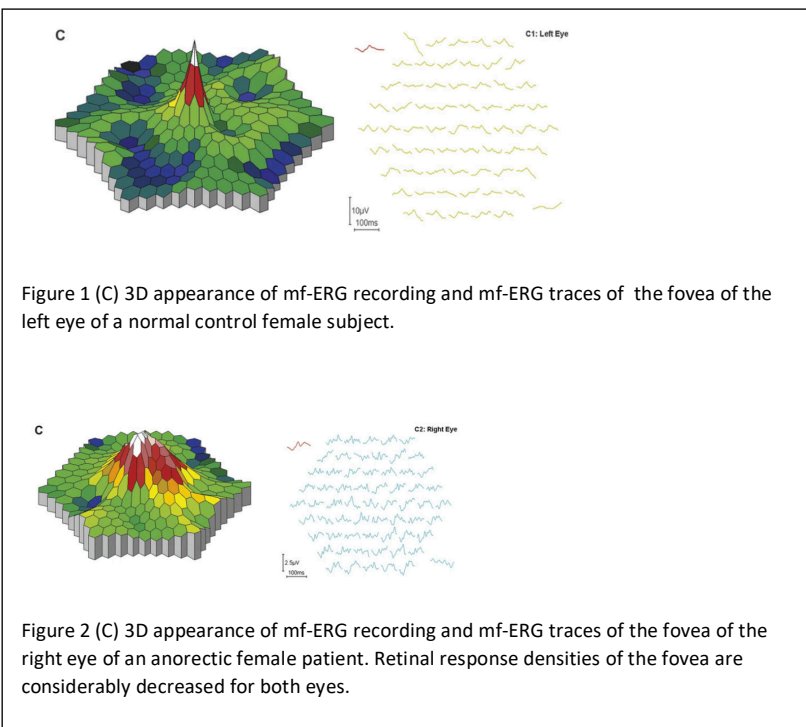 C
C1: Left Eye
10µV
100ms
Figure 1 (C) 3D appearance of mf-ERG recording and mf-ERG traces of the fovea of the
left eye of a normal control female subject.
C
C2: Right Eye
2.5µV
100ms
Figure 2 (C) 3D appearance of mf-ERG recording and mf-ERG traces of the fovea of the
right eye of an anorectic female patient. Retinal response densities of the fovea are
considerably decreased for both eyes.